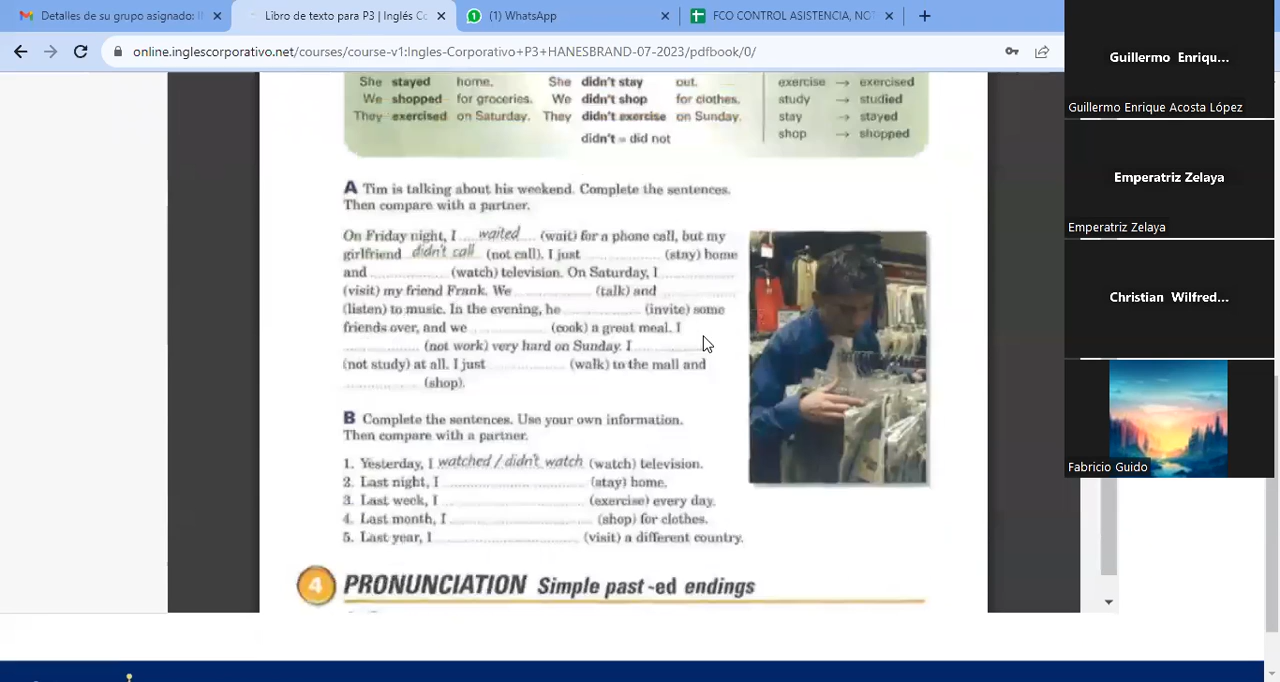 Detalles de su grupo asignado: I
Libro de texto para P3 | Inglés Co
(1) WhatsApp
FCO CONTROL ASISTENCIA, NOT
online.inglescorporativo.net/courses/course-v1:Ingles-Corporativo+P3+HANESBRAND-07-2023/pdfbook/0/
She stayed home. She didn't stay out. exercise → exercised
We shopped for groceries. We didn't shop for clothes. study → studied
They exercised on Saturday. They didn't exercise on Sunday. stay → stayed
didn't = did not shop → shopped
A Tim is talking about his weekend. Complete the sentences.
Then compare with a partner.
On Friday night, I waited (wait) for a phone call, but my
girlfriend didn't call (not call). I just (stay) home
and (watch) television. On Saturday, I
(visit) my friend Frank. We (talk) and
(listen) to music. In the evening, he (invite) some
friends over, and we (cook) a great meal. I
(not work) very hard on Sunday. I
(not study) at all. I just (walk) to the mall and
(shop).
B Complete the sentences. Use your own information.
Then compare with a partner.
1. Yesterday, I watched / didn't watch (watch) television.
2. Last night, I (stay) home.
3. Last week, I (exercise) every day.
4. Last month, I (shop) for clothes.
5. Last year, I (visit) a different country.
4 PRONUNCIATION Simple past -ed endings
Guillermo Enriqu...
Guillermo Enrique Acosta López
Emperatriz Zelaya
Emperatriz Zelaya
Christian Wilfred...
Fabricio Guido